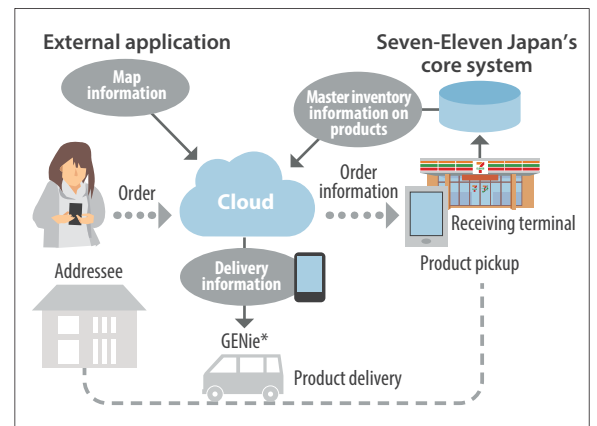 External application
Seven-Eleven Japan's
core system
Map
information
Master inventory
information on
products
Order
Cloud
Order
information
7
Receiving terminal
Product pickup
Addressee
Delivery
information
GENie*
Product delivery